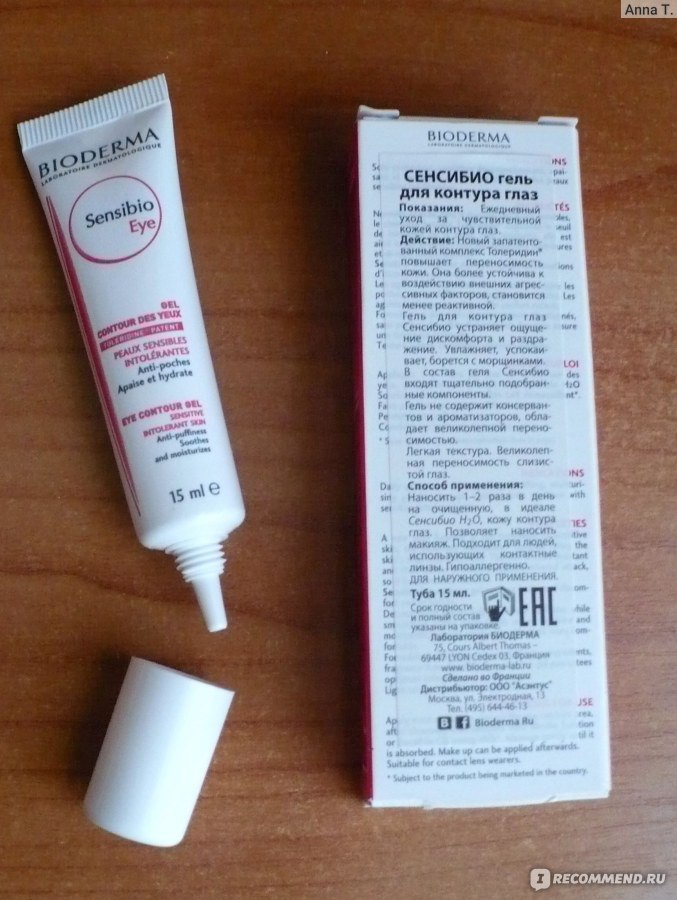 Anna T.
BIODERMA
LABORATOIRE DERMATOLOGIQUE
Sensibio
Eye
GEL
CONTOUR DES YEUX
TOLERIDINE™ PATENT
PEAUX SENSIBLES
INTOLÉRANTES
Anti-poches
Apaise et hydrate
EYE CONTOUR GEL
SENSITIVE
INTOLERANT SKIN
Anti-puffiness
Soothes
and moisturizes
15 ml e
BIODERMA
LABORATOIRE DERMATOLOGIQUE
СЕНСИБИО гель
для контура глаз
Показания: Ежедневный
уход за чувствительной
кожей контура глаз.
Действие: Новый запатенто-
ванный комплекс Толеридин®
повышает переносимость
кожи. Она более устойчива к
воздействию внешних агрес-
сивных факторов, становится
менее реактивной.
Гель для контура глаз
Сенсибио устраняет ощуще-
ние дискомфорта и раздра-
жение. Увлажняет, успокаи-
вает, борется с морщинками.
В состав геля Сенсибио
входят тщательно подобран-
ные компоненты.
Гель не содержит консерван-
тов и ароматизаторов, обла-
дает великолепной перено-
симостью.
Легкая текстура. Великолеп-
ная переносимость слизис-
той глаз.
Способ применения:
Наносить 1–2 раза в день
на очищенную, в идеале
Сенсибио H2O, кожу контура
глаз. Позволяет наносить
макияж. Подходит для людей,
использующих контактные
линзы. Гипоаллергенно.
ДЛЯ НАРУЖНОГО ПРИМЕНЕНИЯ.
Туба 15 мл.
Срок годности
и полный состав
указаны на упаковке.
EAC
Лаборатория БИОДЕРМА
75, Cours Albert Thomas –
69447 LYON Cedex 03, Франция
www. bioderma-lab.ru
Сделано во Франции
Дистрибьютор: ООО "Асэнтус"
Москва, ул. Электродная, 13
Тел. (495) 644-46-13
B f Bioderma Ru
is absorbed. Make up can be applied afterwards.
Suitable for contact lens wearers.
* Subject to the product being marketed in the country.
IRECOMMEND.RU